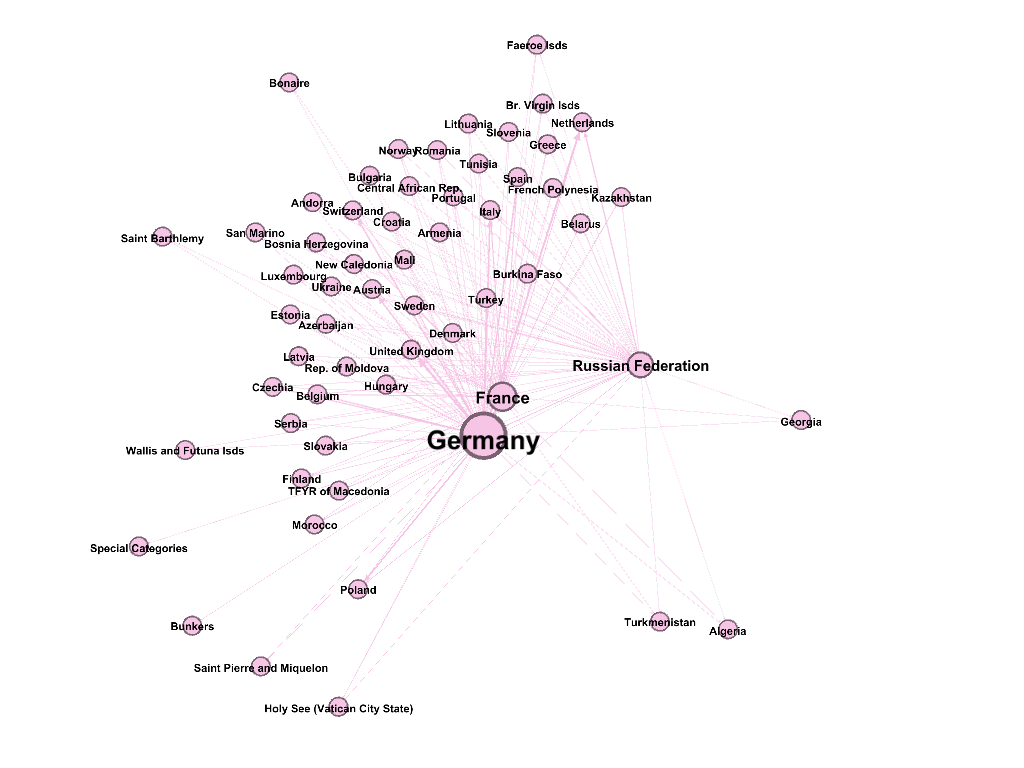 Faeroe Isds
Bonaire
Br. Virgin Isds
Lithuania
Netherlands
Slovenia
Greece
Norway
Romania
Tunisia
Bulgaria
Spain
Central African Rep.
French Polynesia
Portugal
Kazakhstan
Andorra
Switzerland
Italy
Croatia
Belarus
San Marino
Armenia
Saint Barthlemy
Bosnia Herzegovina
Mali
New Caledonia
Luxembourg
Burkina Faso
Ukraine
Austria
Turkey
Sweden
Estonia
Azerbaijan
Denmark
United Kingdom
Latvia
Rep. of Moldova
Russian Federation
Czechia
Hungary
Belgium
France
Georgia
Serbia
Germany
Slovakia
Wallis and Futuna Isds
Finland
TFYR of Macedonia
Morocco
Special Categories
Poland
Turkmenistan
Bunkers
Algeria
Saint Pierre and Miquelon
Holy See (Vatican City State)